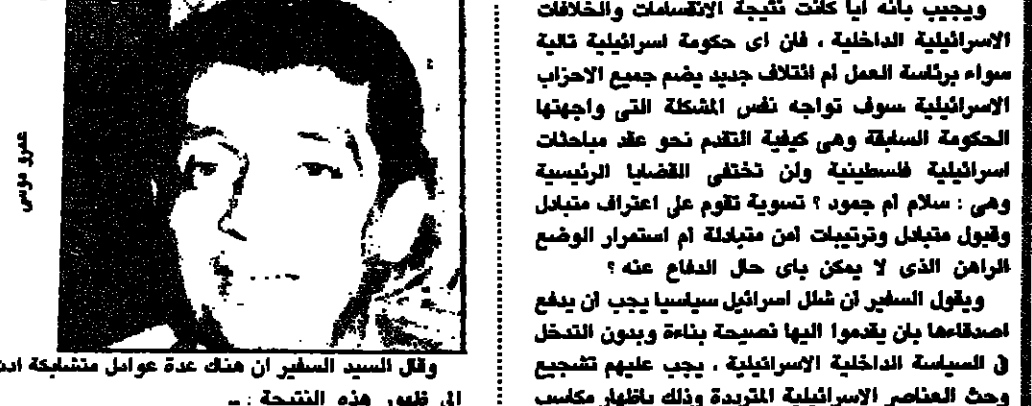 ويجيب بانه ايا كانت نتيجة الانقسامات والخلافات
الاسرائيلية الداخلية ، فان اى حكومة اسرائيلية تالية
سواء برئاسة العمل ام ائتلاف جديد يضم جميع الاحزاب
الاسرائيلية سوف تواجه نفس المشكلة التى واجهتها
الحكومة السابقة وهى كيفية التقدم نحو عقد مباحثات
اسرائيلية فلسطينية ولن تختفى القضايا الرئيسية
وهى : سلام ام جمود ؟ تسوية تقوم على اعتراف متبادل
وقبول متبادل وترتيبات امن متبادلة ام استمرار الوضع
الراهن الذى لا يمكن باى حال الدفاع عنه ؟
ويقول السفير ان شلل اسرائيل سياسيا يجب ان يدفع
اصدقاءها بان يقدموا اليها نصيحة بناءة وبدون التدخل
فى السياسة الداخلية الاسرائيلية ، يجب عليهم تشجيع
وحث العناصر الاسرائيلية المترددة وذلك باظهار مكاسب
عمرو موسى
وقال السيد السفير ان هناك عدة عوامل متشابكة ادت
الى ظهور هذه النتيجة : ــ